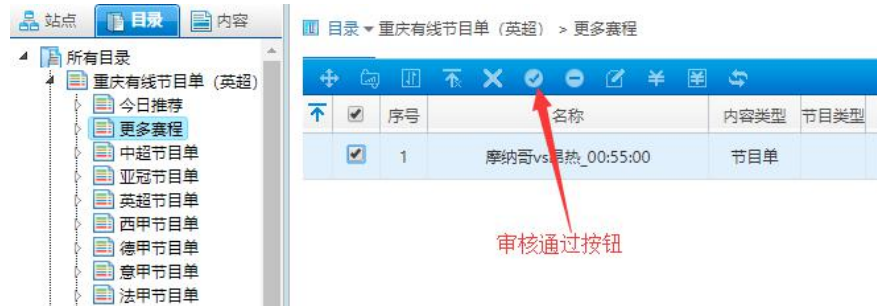 站点 目录 内容
所有目录
重庆有线节目单（英超）
今日推荐
更多赛程
中超节目单
亚冠节目单
英超节目单
西甲节目单
德甲节目单
意甲节目单
法甲节目单
目录 重庆有线节目单（英超） > 更多赛程
序号 名称 内容类型 节目类型
1 摩纳哥vs昂热_00:55:00 节目单
审核通过按钮